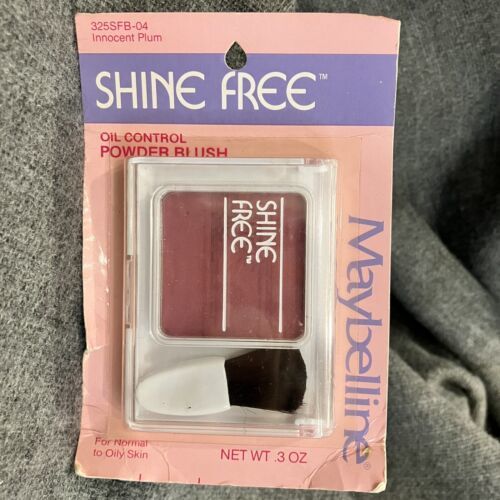 325SFB-04
Innocent Plum
SHINE FREE™
OIL CONTROL
POWDER BLUSH
SHINE
FREE™
Maybelline®
For Normal
to Oily Skin
NET WT .3 OZ